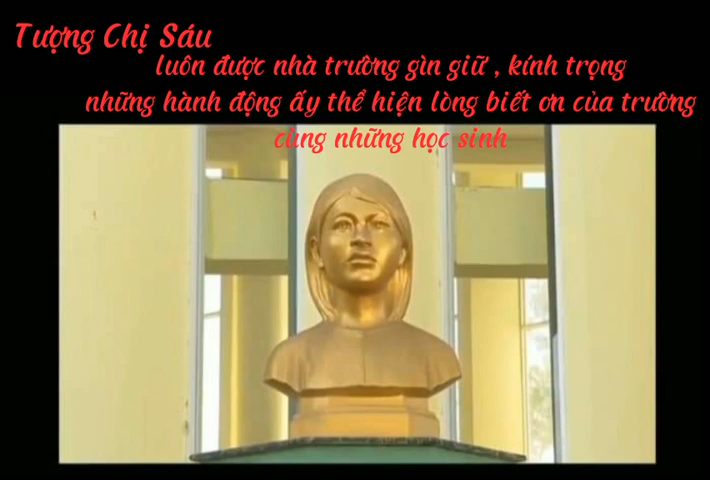 Tượng Chị Sáu
luôn được nhà trường gìn giữ , kính trọng
những hành động ấy thể hiện lòng biết ơn của trường
cùng những học sinh